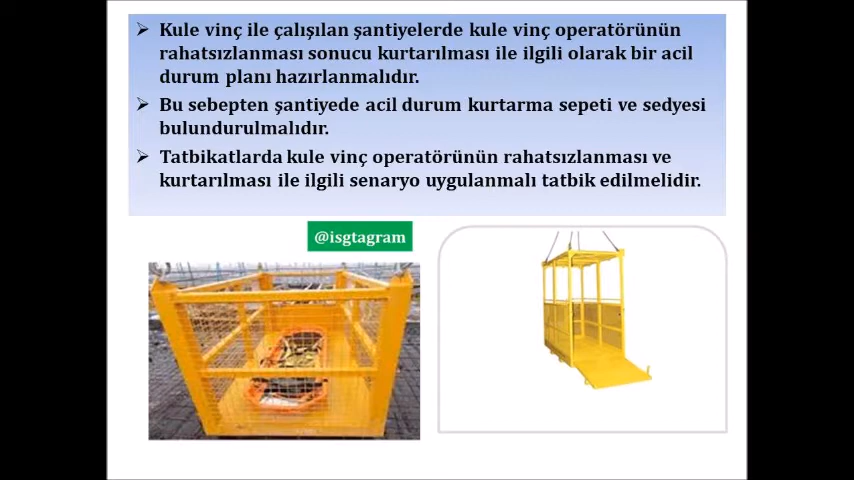 ➢ Kule vinç ile çalışılan şantiyelerde kule vinç operatörünün
rahatsızlanması sonucu kurtarılması ile ilgili olarak bir acil
durum planı hazırlanmalıdır.
➢ Bu sebepten şantiyede acil durum kurtarma sepeti ve sedyesi
bulundurulmalıdır.
➢ Tatbikatlarda kule vinç operatörünün rahatsızlanması ve
kurtarılması ile ilgili senaryo uygulanmalı tatbik edilmelidir.
@isgtagram